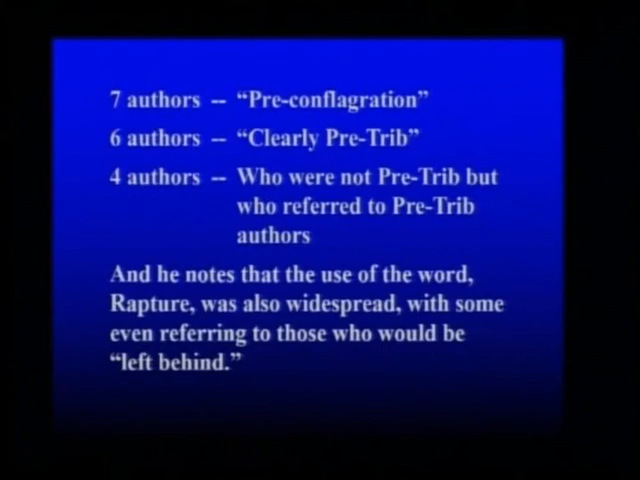 7 authors -- “Pre-conflagration”
6 authors -- “Clearly Pre-Trib”
4 authors -- Who were not Pre-Trib but
who referred to Pre-Trib
authors
And he notes that the use of the word,
Rapture, was also widespread, with some
even referring to those who would be
“left behind.”